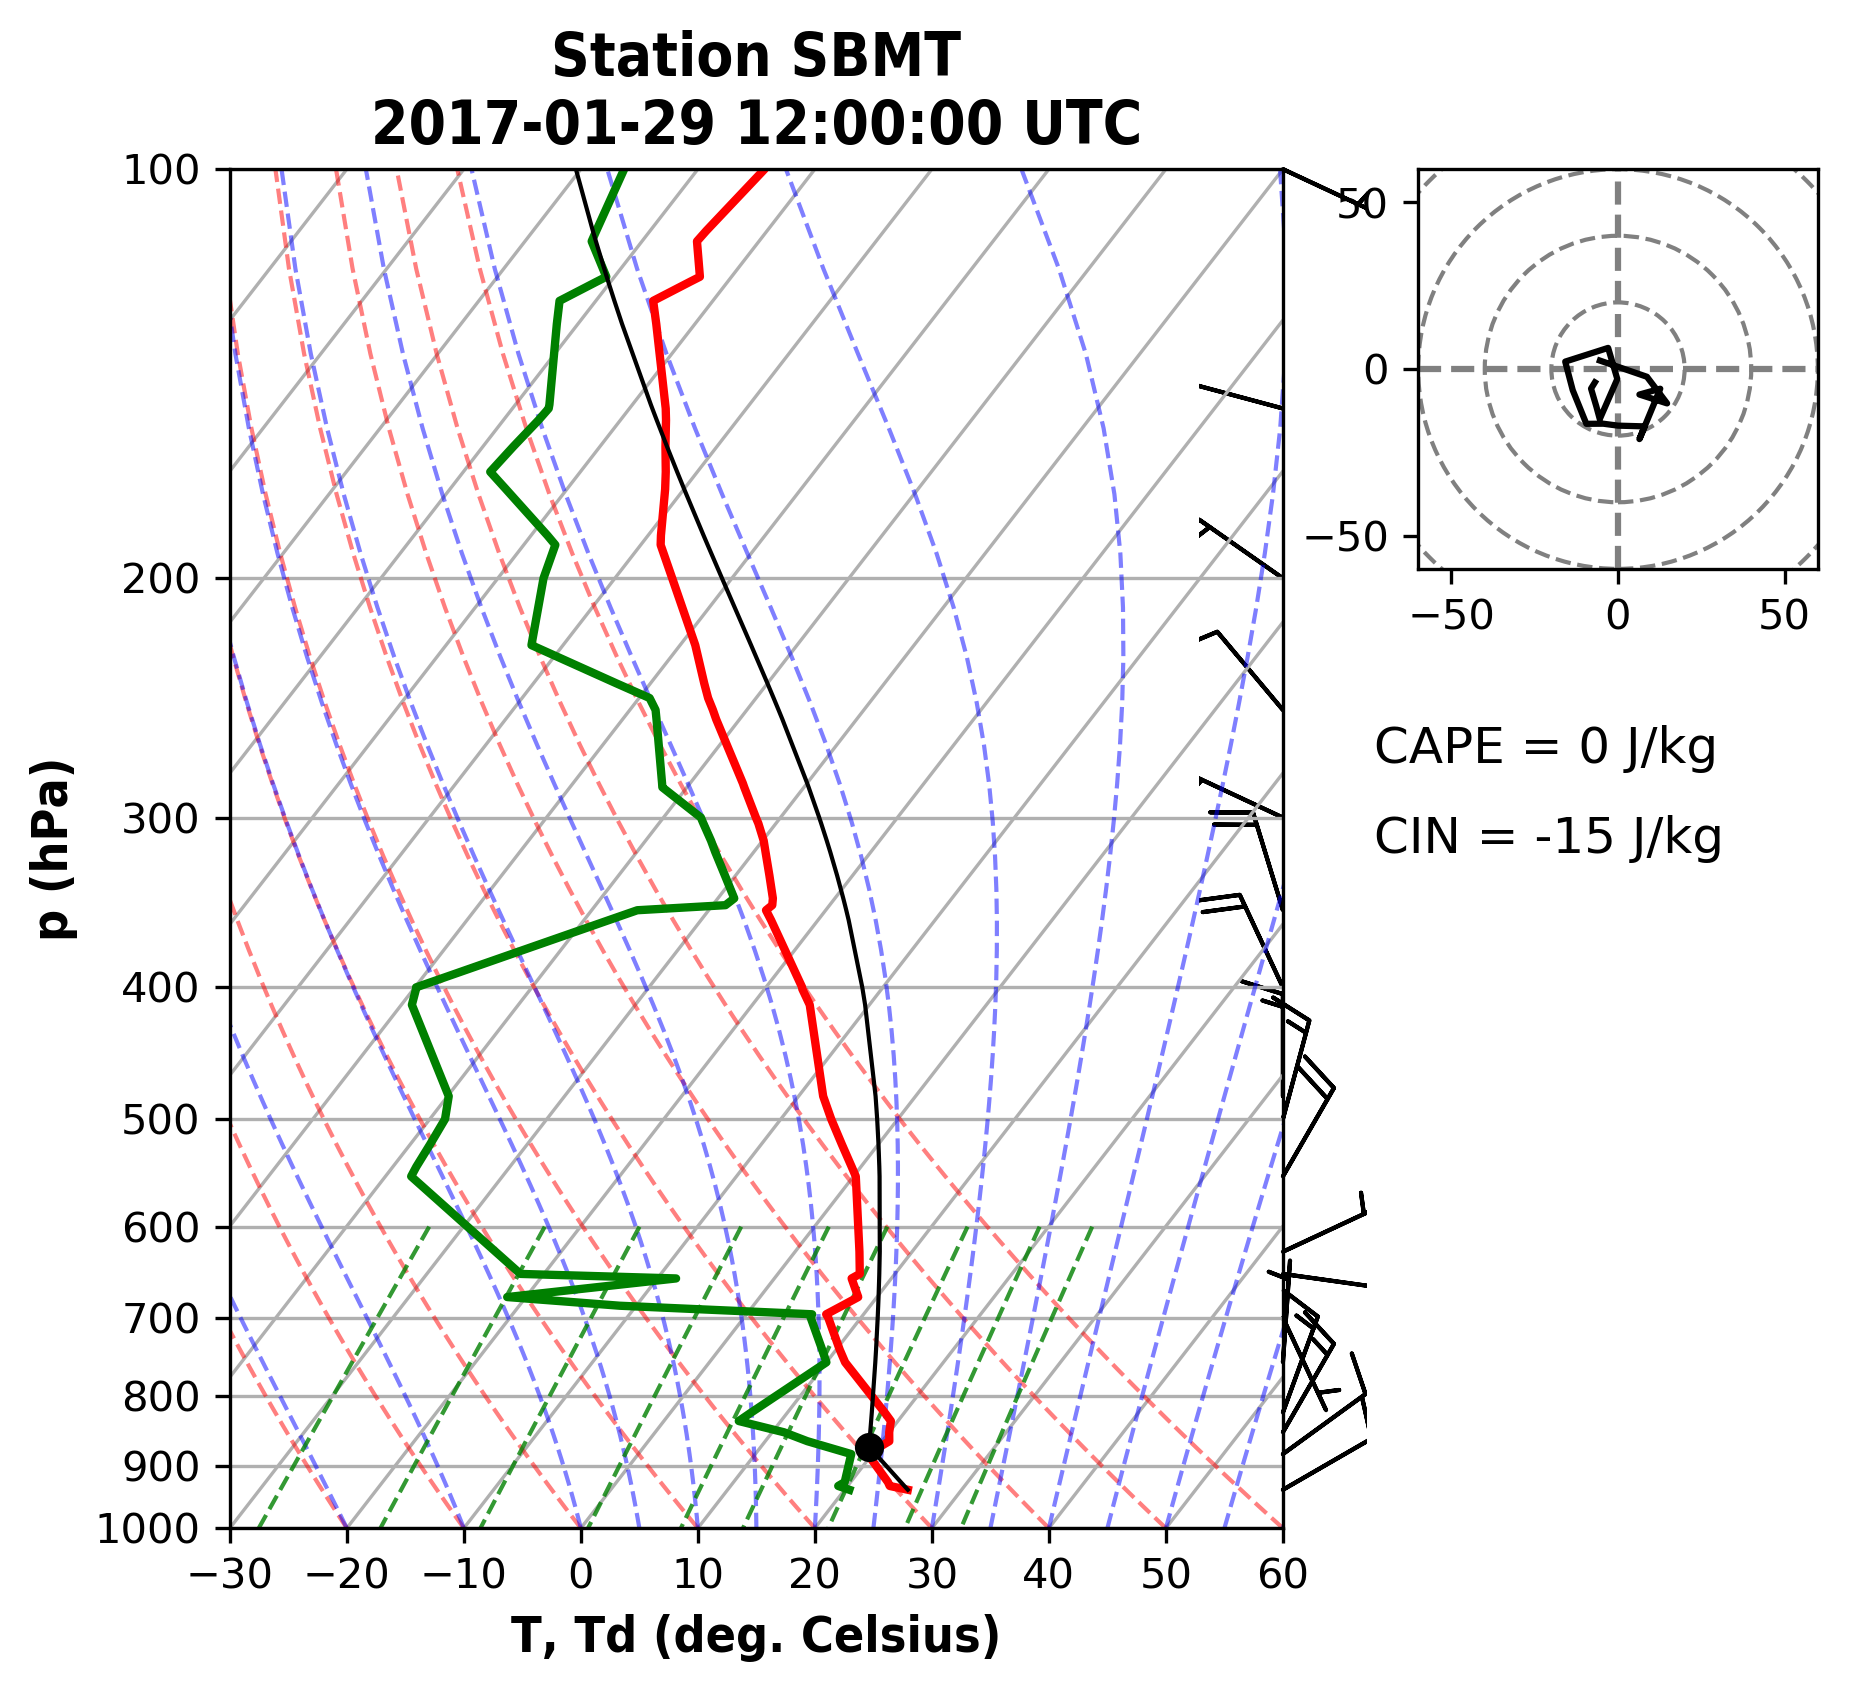 Station SBMT
2017-01-29 12:00:00 UTC
100
200
300
400
500
600
700
800
900
1000
p (hPa)
−30 −20 −10 0 10 20 30 40 50 60
T, Td (deg. Celsius)
50
0
−50
−50 0 50
CAPE = 0 J/kg
CIN = -15 J/kg